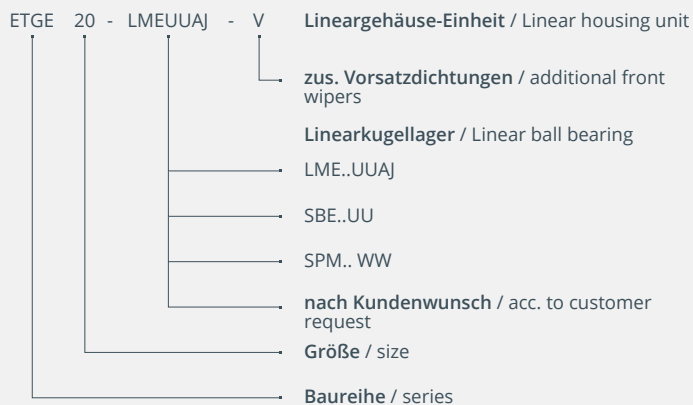 ETGE 20 - LMEUUAJ - V Lineargehäuse-Einheit / Linear housing unit
zus. Vorsatzdichtungen / additional front
wipers
Linearkugellager / Linear ball bearing
LME..UUAJ
SBE..UU
SPM.. WW
nach Kundenwunsch / acc. to customer
request
Größe / size
Baureihe / series